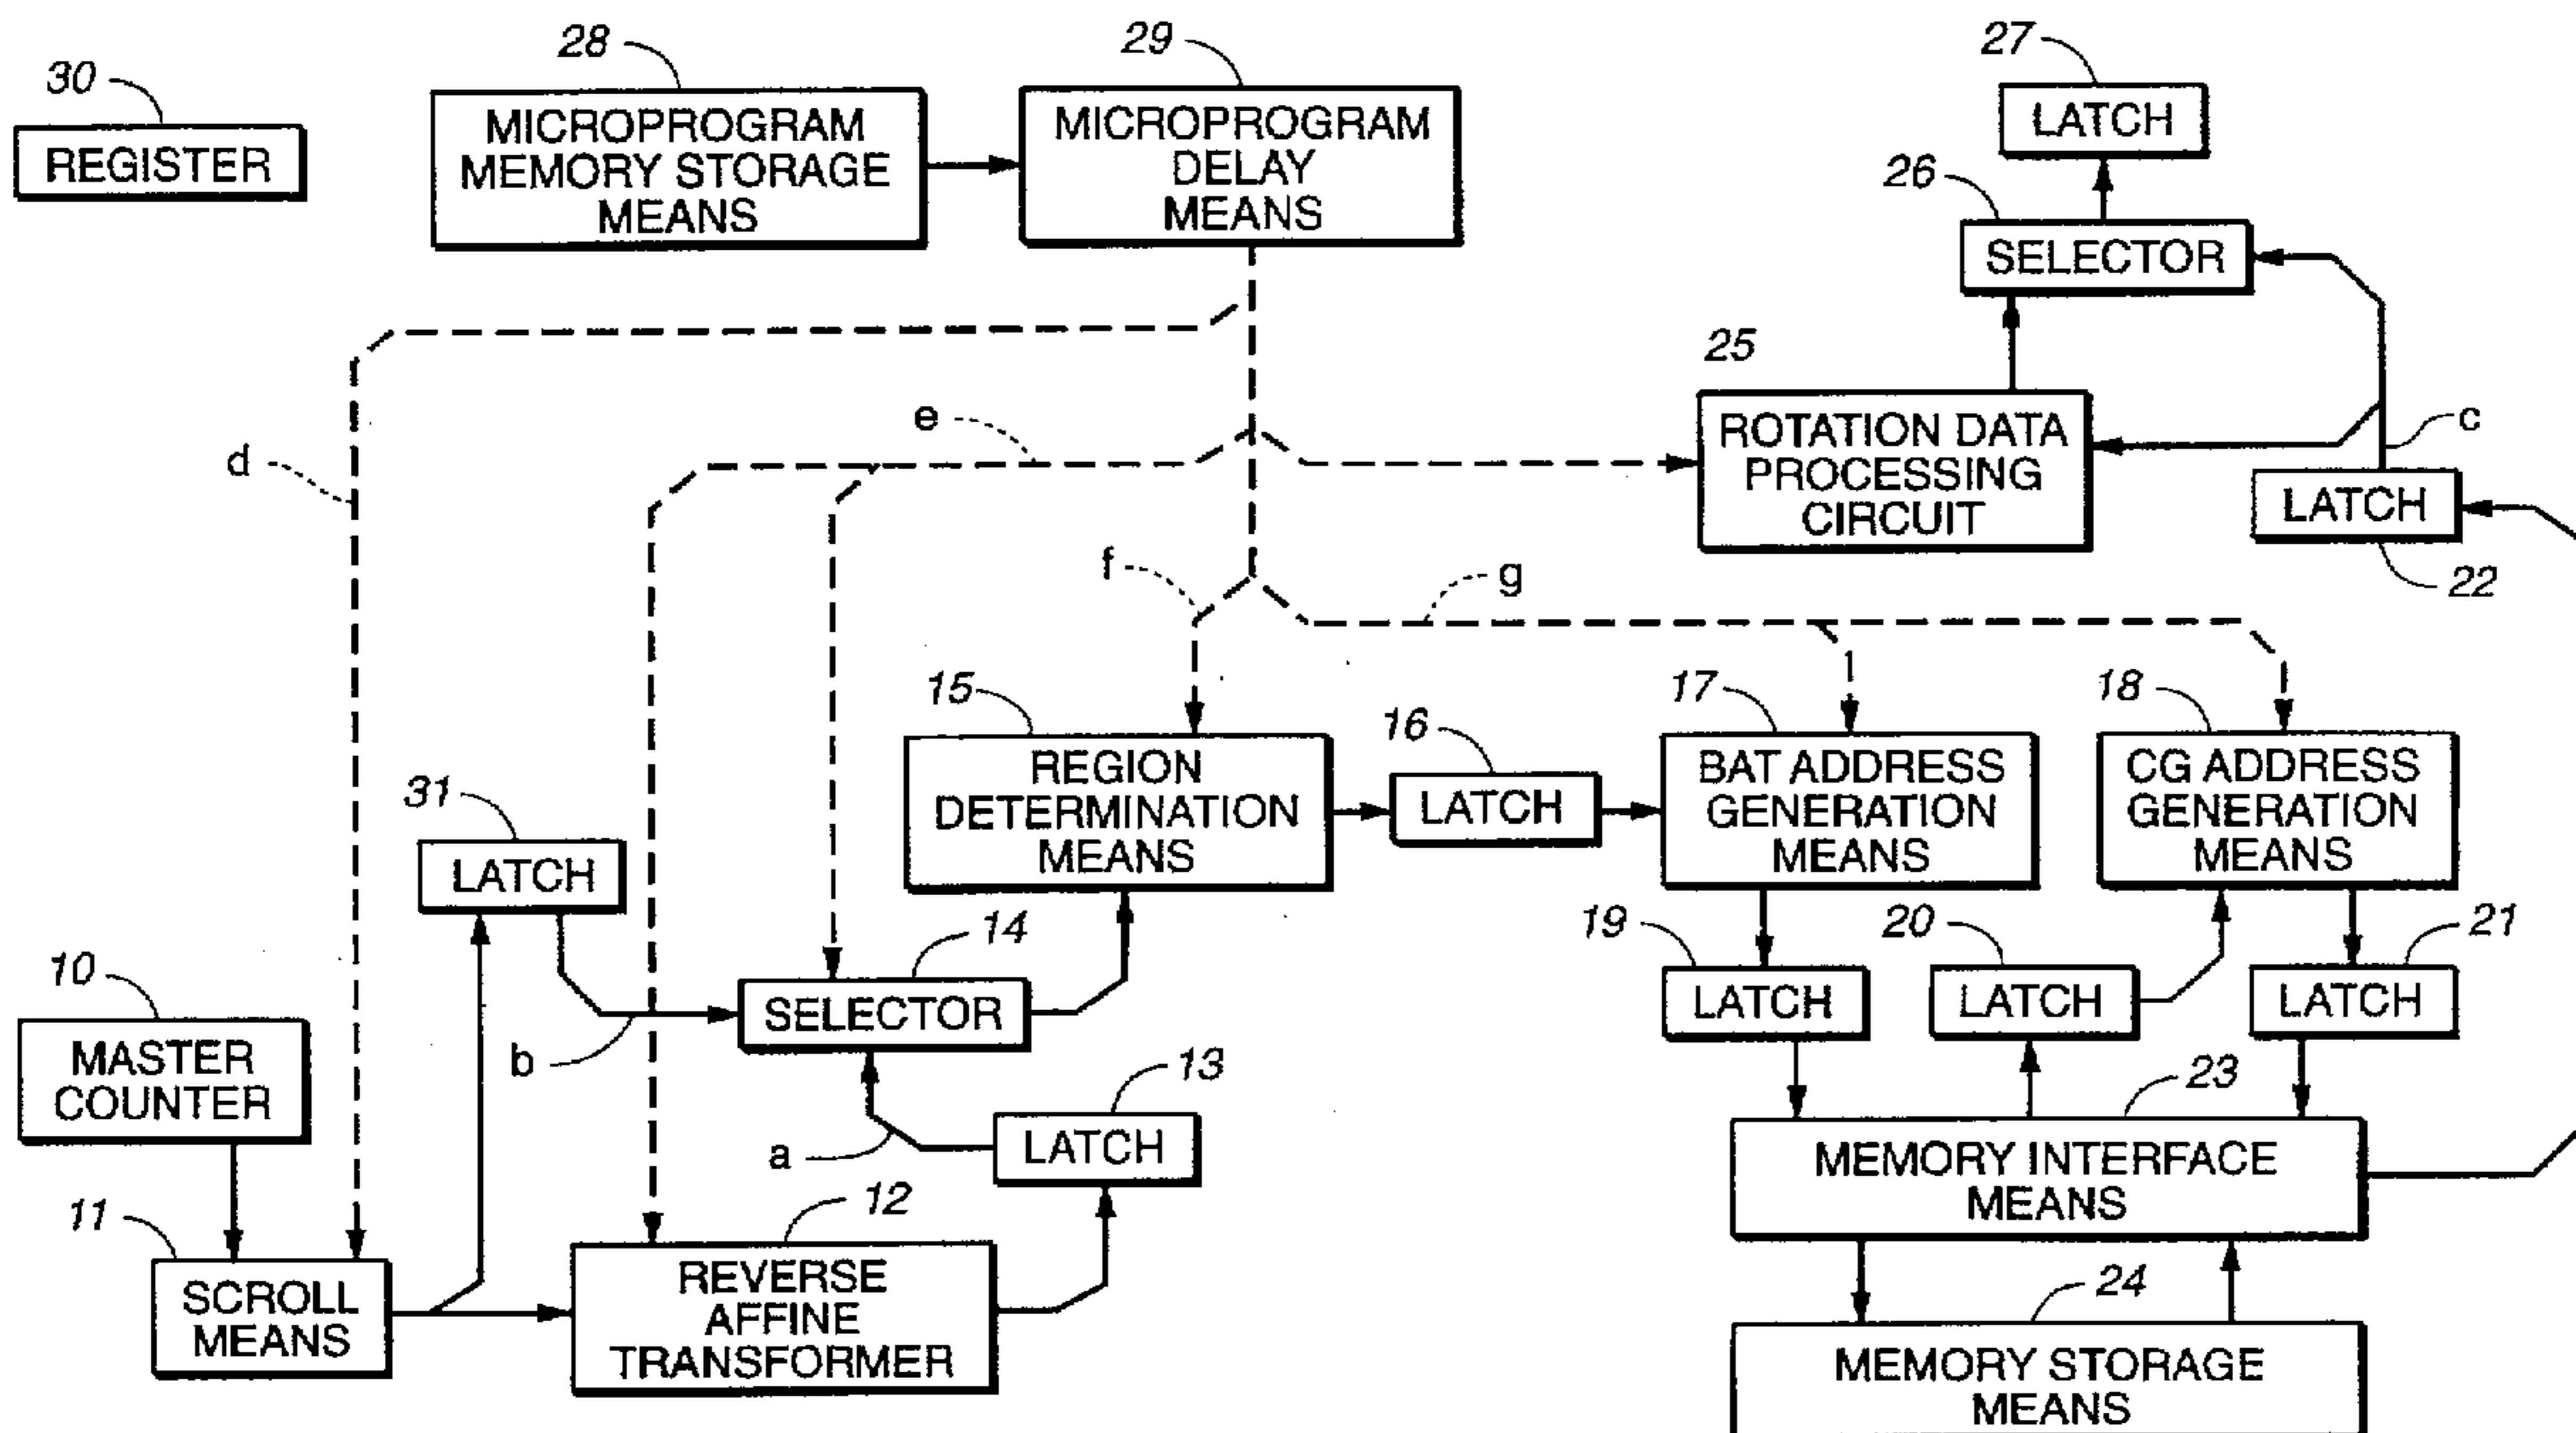 30
REGISTER
28
MICROPROGRAM
MEMORY STORAGE
MEANS
29
MICROPROGRAM
DELAY
MEANS
27
LATCH
26
SELECTOR
25
ROTATION DATA
PROCESSING
CIRCUIT
c
LATCH
22
d
e
f
g
15
REGION
DETERMINATION
MEANS
16
LATCH
17
BAT ADDRESS
GENERATION
MEANS
18
CG ADDRESS
GENERATION
MEANS
31
LATCH
14
SELECTOR
b
19
LATCH
20
LATCH
21
LATCH
10
MASTER
COUNTER
a
13
LATCH
23
MEMORY INTERFACE
MEANS
11
SCROLL
MEANS
12
REVERSE
AFFINE
TRANSFORMER
24
MEMORY STORAGE
MEANS